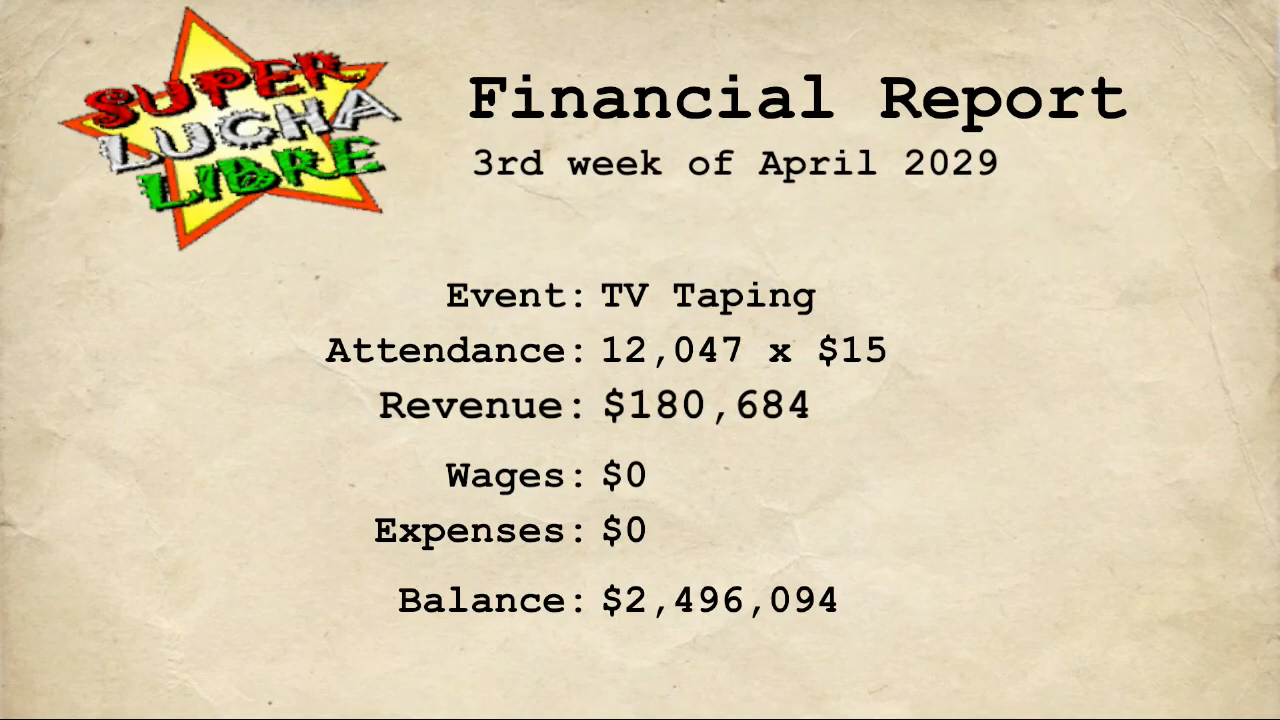 SUPER
LUCHA
LIBRE
Financial Report
3rd week of April 2029
Event: TV Taping
Attendance: 12,047 x $15
Revenue: $180,684
Wages: $0
Expenses: $0
Balance: $2,496,094